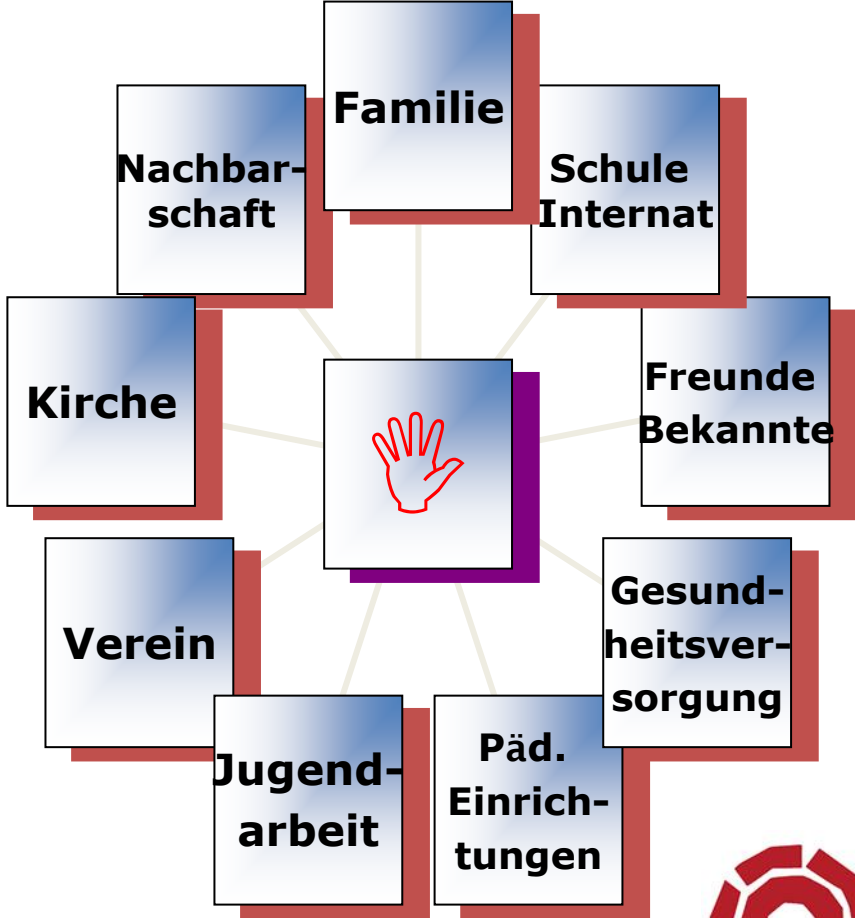 Familie
Schule
Internat
Freunde
Bekannte
Gesund-
heitsver-
sorgung
Päd.
Einrich-
tungen
Jugend-
arbeit
Verein
Kirche
Nachbar-
schaft